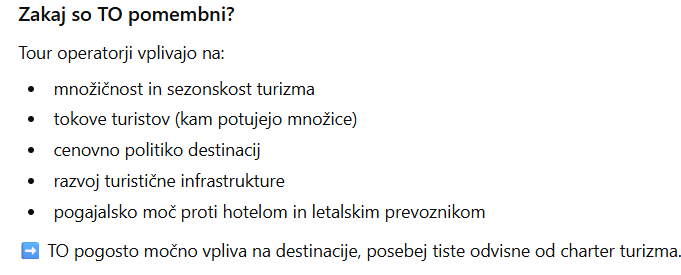 Zakaj so TO pomembni?
Tour operatorji vplivajo na:
• množičnost in sezonskost turizma
• tokove turistov (kam potujejo množice)
• cenovno politiko destinacij
• razvoj turistične infrastrukture
• pogajalsko moč proti hotelom in letalskim prevoznikom
➡️ TO pogosto močno vpliva na destinacije, posebej tiste odvisne od charter turizma.